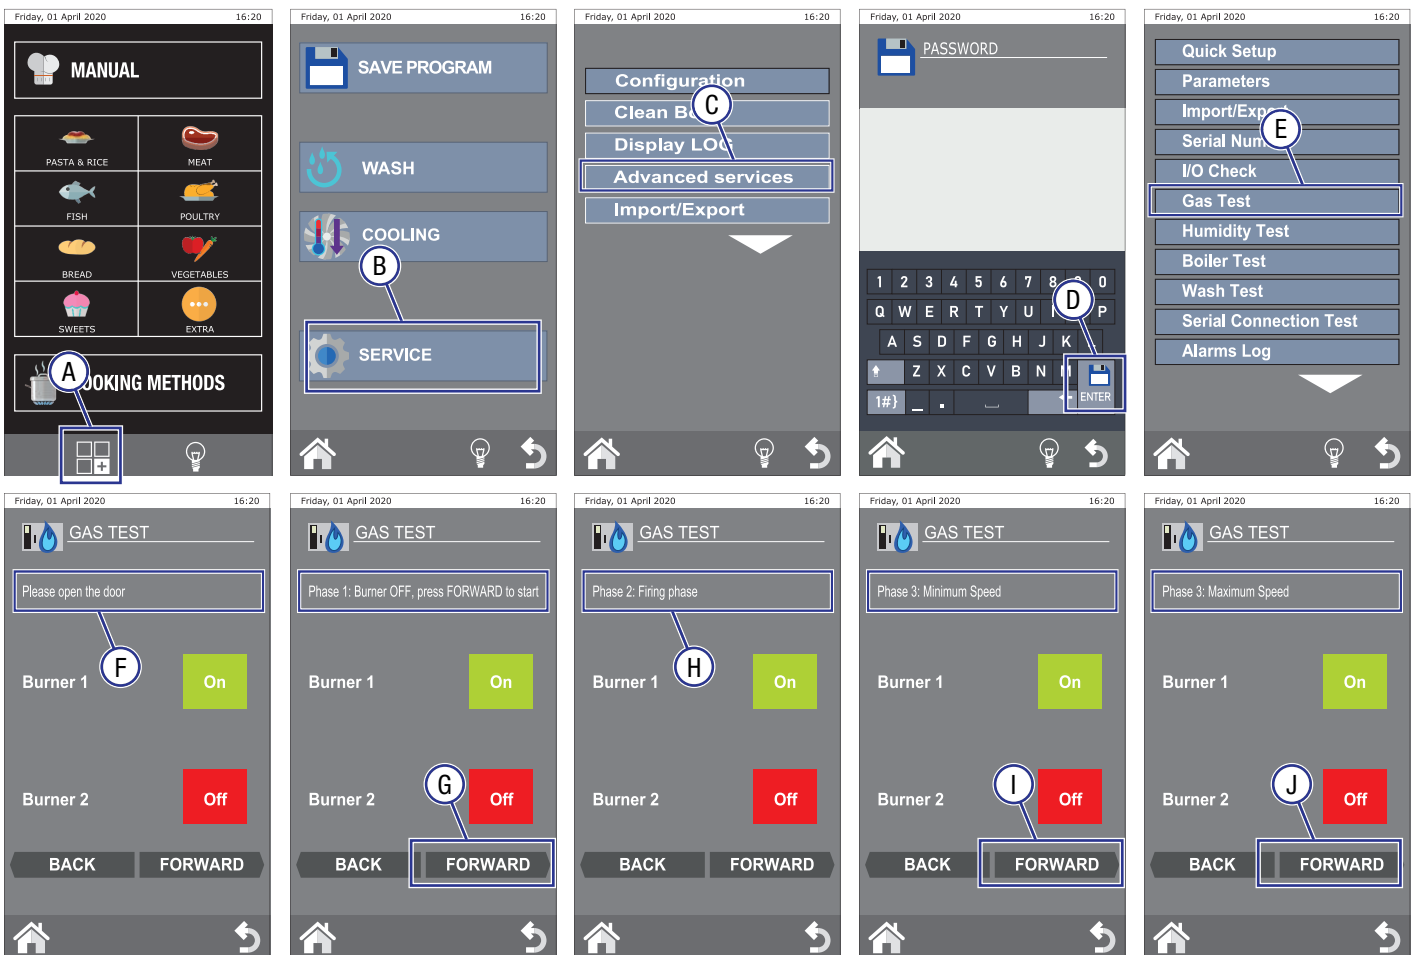 Friday, 01 April 2020 16:20
MANUAL
PASTA & RICE MEAT
FISH POULTRY
BREAD VEGETABLES
SWEETS EXTRA
A
COOKING METHODS
Friday, 01 April 2020 16:20
SAVE PROGRAM
WASH
COOLING
B
SERVICE
Friday, 01 April 2020 16:20
Configuration
C
Clean Bo
Display LOG
Advanced services
Import/Export
Friday, 01 April 2020 16:20
PASSWORD
1 2 3 4 5 6 7 8 9 0
D
Q W E R T Y U I P
A S D F G H J K L
Z X C V B N M
1#} _ . ENTER
Friday, 01 April 2020 16:20
Quick Setup
Parameters
Import/Export
E
Serial Num
I/O Check
Gas Test
Humidity Test
Boiler Test
Wash Test
Serial Connection Test
Alarms Log
Friday, 01 April 2020 16:20
GAS TEST
Please open the door
F
Burner 1 On
Burner 2 Off
BACK FORWARD
Friday, 01 April 2020 16:20
GAS TEST
Phase 1: Burner OFF, press FORWARD to start
Burner 1 On
G
Burner 2 Off
BACK FORWARD
Friday, 01 April 2020 16:20
GAS TEST
Phase 2: Firing phase
H
Burner 1 On
Burner 2 Off
BACK FORWARD
Friday, 01 April 2020 16:20
GAS TEST
Phase 3: Minimum Speed
Burner 1 On
I
Burner 2 Off
BACK FORWARD
Friday, 01 April 2020 16:20
GAS TEST
Phase 3: Maximum Speed
Burner 1 On
J
Burner 2 Off
BACK FORWARD